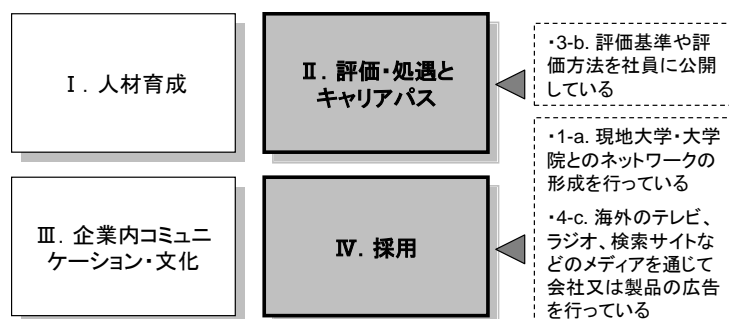 Ⅰ．人材育成
Ⅱ．評価・処遇と
キャリアパス
・3-b. 評価基準や評
価方法を社員に公開
している
・1-a. 現地大学・大学
院とのネットワークの
形成を行っている
Ⅲ．企業内コミュニ
ケーション・文化
Ⅳ．採用
・4-c. 海外のテレビ、
ラジオ、検索サイトな
どのメディアを通じて
会社又は製品の広告
を行っている